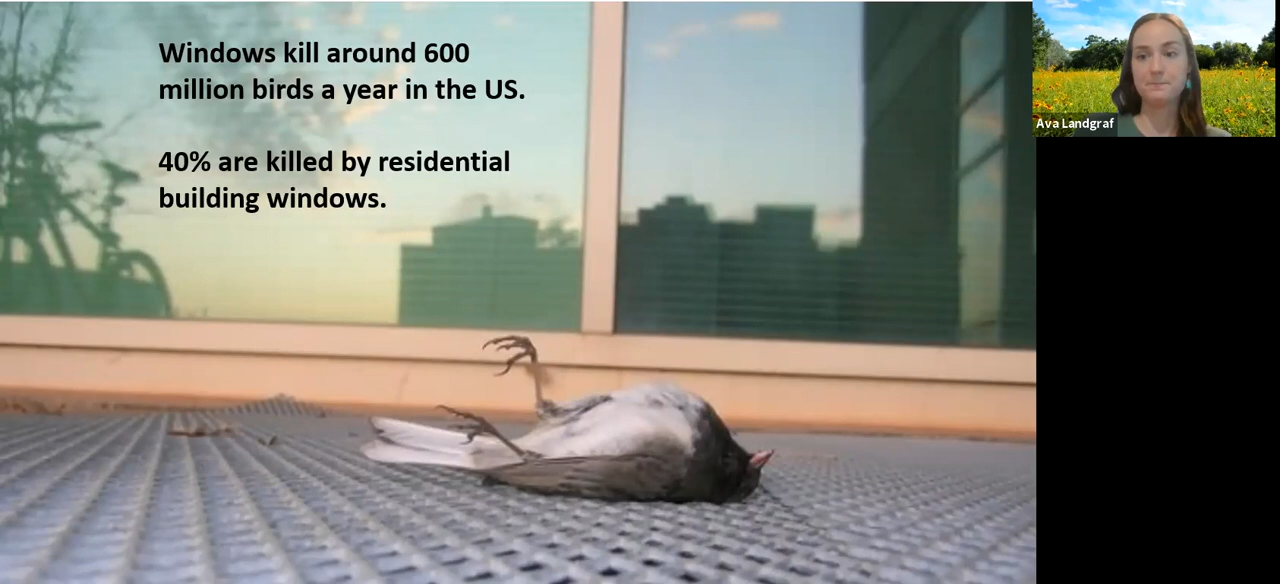 Windows kill around 600
million birds a year in the US.
40% are killed by residential
building windows.
Ava Landgraf